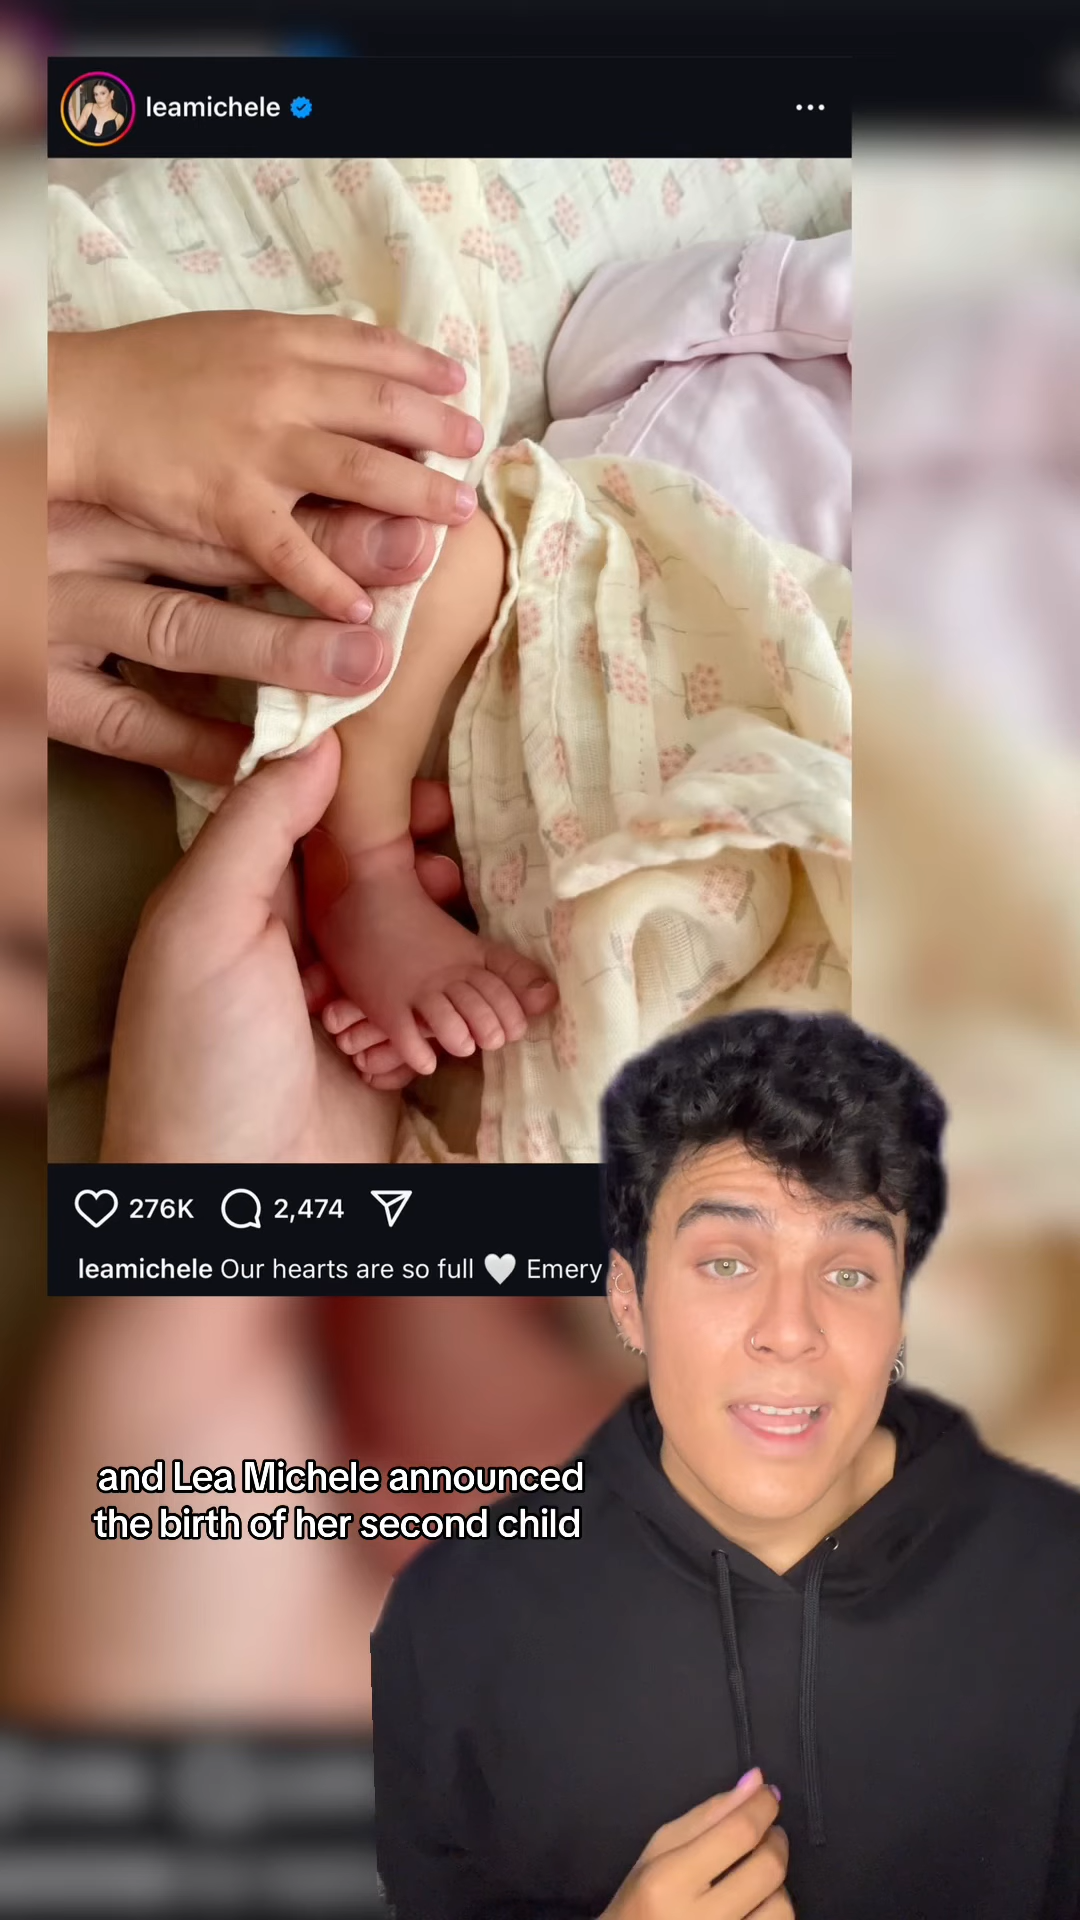 leamichele
276K 2,474
leamichele Our hearts are so full 🤍 Emery
and Lea Michele announced
the birth of her second child